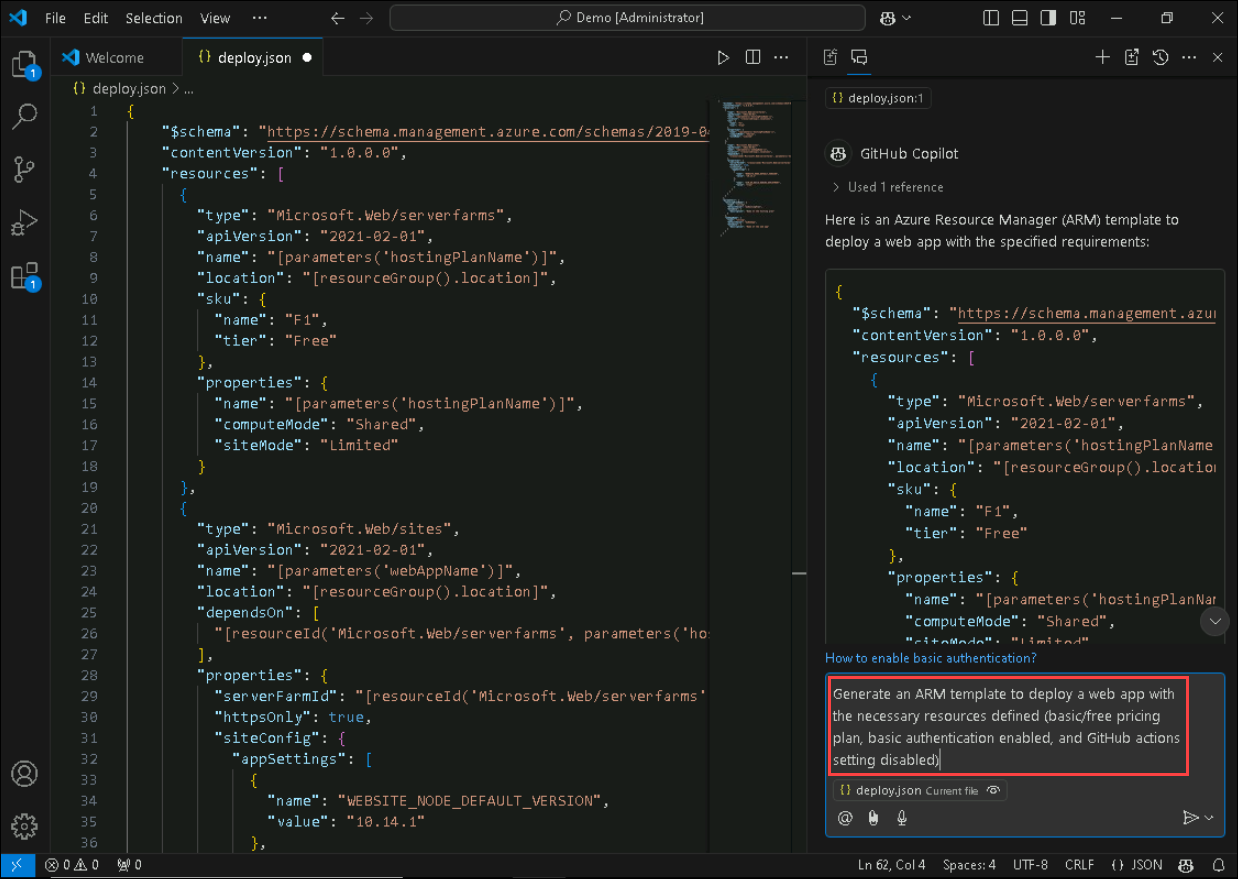 File Edit Selection View ··· Demo [Administrator]
Welcome
{} deploy.json
{} deploy.json > ...
1 {
2 "$schema": "https://schema.management.azure.com/schemas/2019-04
3 "contentVersion": "1.0.0.0",
4 "resources": [
5 {
6 "type": "Microsoft.Web/serverfarms",
7 "apiVersion": "2021-02-01",
8 "name": "[parameters('hostingPlanName')]",
9 "location": "[resourceGroup().location]",
10 "sku": {
11 "name": "F1",
12 "tier": "Free"
13 },
14 "properties": {
15 "name": "[parameters('hostingPlanName')]",
16 "computeMode": "Shared",
17 "siteMode": "Limited"
18 }
19 },
20 {
21 "type": "Microsoft.Web/sites",
22 "apiVersion": "2021-02-01",
23 "name": "[parameters('webAppName')]",
24 "location": "[resourceGroup().location]",
25 "dependsOn": [
26 "[resourceId('Microsoft.Web/serverfarms', parameters('hos
27 ],
28 "properties": {
29 "serverFarmId": "[resourceId('Microsoft.Web/serverfarms'
30 "httpsOnly": true,
31 "siteConfig": {
32 "appSettings": [
33 {
34 "name": "WEBSITE_NODE_DEFAULT_VERSION",
35 "value": "10.14.1"
36 },
{} deploy.json:1
GitHub Copilot
> Used 1 reference
Here is an Azure Resource Manager (ARM) template to
deploy a web app with the specified requirements:
{
"$schema": "https://schema.management.azur
"contentVersion": "1.0.0.0",
"resources": [
{
"type": "Microsoft.Web/serverfarms",
"apiVersion": "2021-02-01",
"name": "[parameters('hostingPlanName
"location": "[resourceGroup().location
"sku": {
"name": "F1",
"tier": "Free"
},
"properties": {
"name": "[parameters('hostingPlanNam
"computeMode": "Shared",
"siteMode": "Limited"
How to enable basic authentication?
Generate an ARM template to deploy a web app with
the necessary resources defined (basic/free pricing
plan, basic authentication enabled, and GitHub actions
setting disabled)
{} deploy.json Current file
@
1
1
0 0 0 Ln 62, Col 4 Spaces: 4 UTF-8 CRLF {} JSON